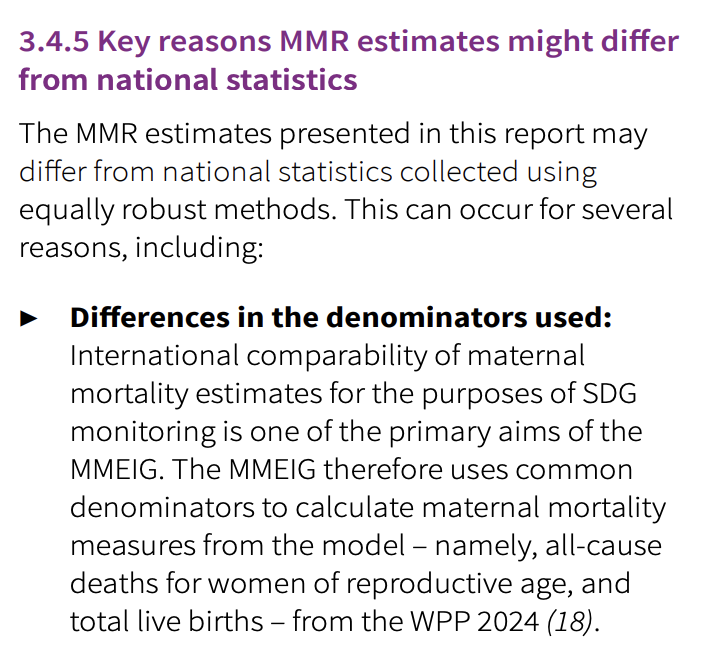 3.4.5 Key reasons MMR estimates might differ
from national statistics
The MMR estimates presented in this report may
differ from national statistics collected using
equally robust methods. This can occur for several
reasons, including:
► Differences in the denominators used:
International comparability of maternal
mortality estimates for the purposes of SDG
monitoring is one of the primary aims of the
MMEIG. The MMEIG therefore uses common
denominators to calculate maternal mortality
measures from the model – namely, all-cause
deaths for women of reproductive age, and
total live births – from the WPP 2024 (18).